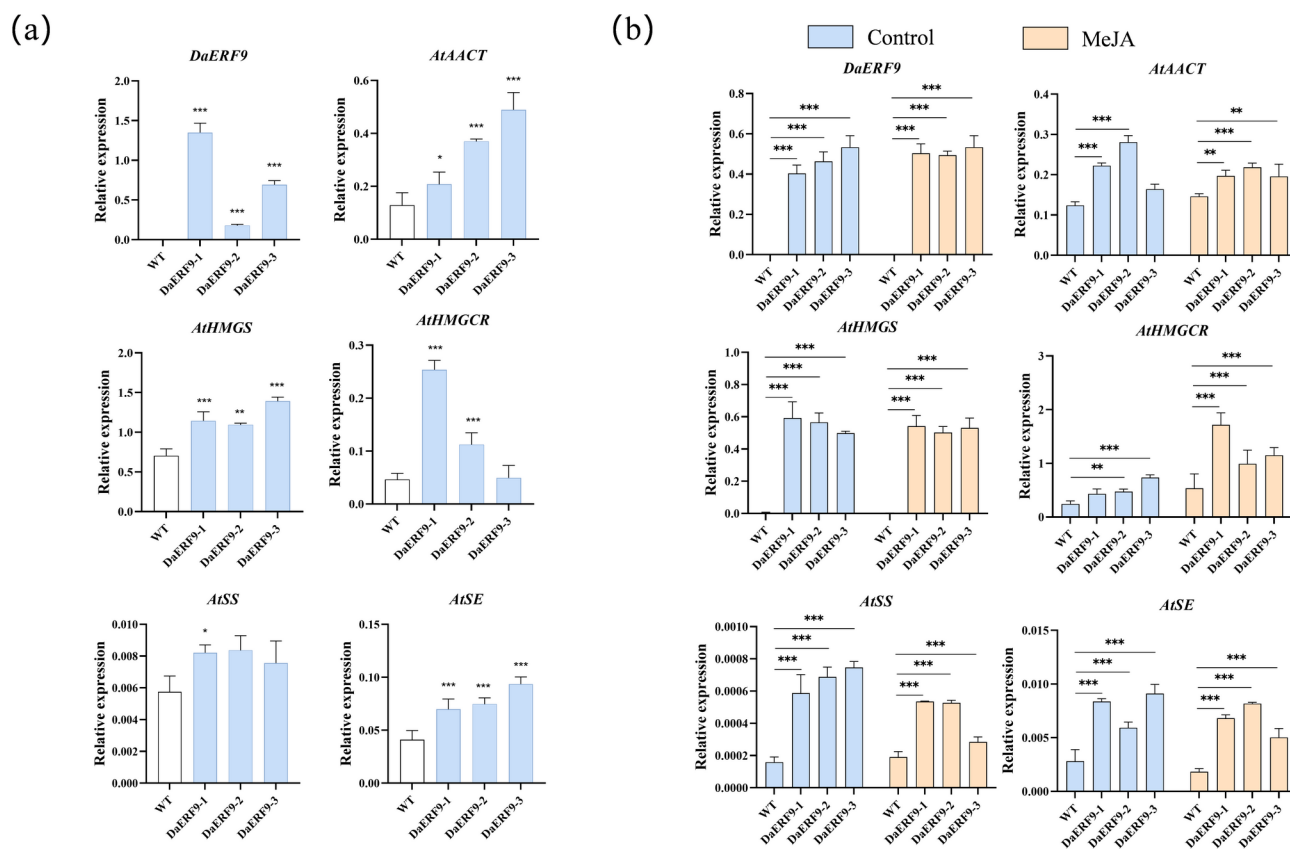 (a)
DaERF9
Relative expression
2.0
1.5
1.0
0.5
0.0
***
***
***
WT
DaERF9-1
DaERF9-2
DaERF9-3
AtAACT
Relative expression
0.6
0.4
0.2
0.0
*
***
***
WT
DaERF9-1
DaERF9-2
DaERF9-3
AtHMGS
Relative expression
2.0
1.5
1.0
0.5
0.0
***
**
***
WT
DaERF9-1
DaERF9-2
DaERF9-3
AtHMGCR
Relative expression
0.3
0.2
0.1
0.0
***
***
WT
DaERF9-1
DaERF9-2
DaERF9-3
AtSS
Relative expression
0.010
0.008
0.006
0.004
0.002
0.000
*
WT
DaERF9-1
DaERF9-2
DaERF9-3
AtSE
Relative expression
0.15
0.10
0.05
0.00
***
***
***
WT
DaERF9-1
DaERF9-2
DaERF9-3
(b)
Control
MeJA
DaERF9
Relative expression
0.8
0.6
0.4
0.2
0.0
***
***
***
***
***
***
WT
DaERF9-1
DaERF9-2
DaERF9-3
WT
DaERF9-1
DaERF9-2
DaERF9-3
AtAACT
Relative expression
0.4
0.3
0.2
0.1
0.0
***
***
**
***
**
WT
DaERF9-1
DaERF9-2
DaERF9-3
WT
DaERF9-1
DaERF9-2
DaERF9-3
AtHMGS
Relative expression
1.0
0.8
0.6
0.4
0.2
0.0
***
***
***
***
***
***
WT
DaERF9-1
DaERF9-2
DaERF9-3
WT
DaERF9-1
DaERF9-2
DaERF9-3
AtHMGCR
Relative expression
3
2
1
0
***
**
***
***
***
WT
DaERF9-1
DaERF9-2
DaERF9-3
WT
DaERF9-1
DaERF9-2
DaERF9-3
AtSS
Relative expression
0.0010
0.0008
0.0006
0.0004
0.0002
0.0000
***
***
***
***
***
***
WT
DaERF9-1
DaERF9-2
DaERF9-3
WT
DaERF9-1
DaERF9-2
DaERF9-3
AtSE
Relative expression
0.015
0.010
0.005
0.000
***
***
***
***
***
***
WT
DaERF9-1
DaERF9-2
DaERF9-3
WT
DaERF9-1
DaERF9-2
DaERF9-3